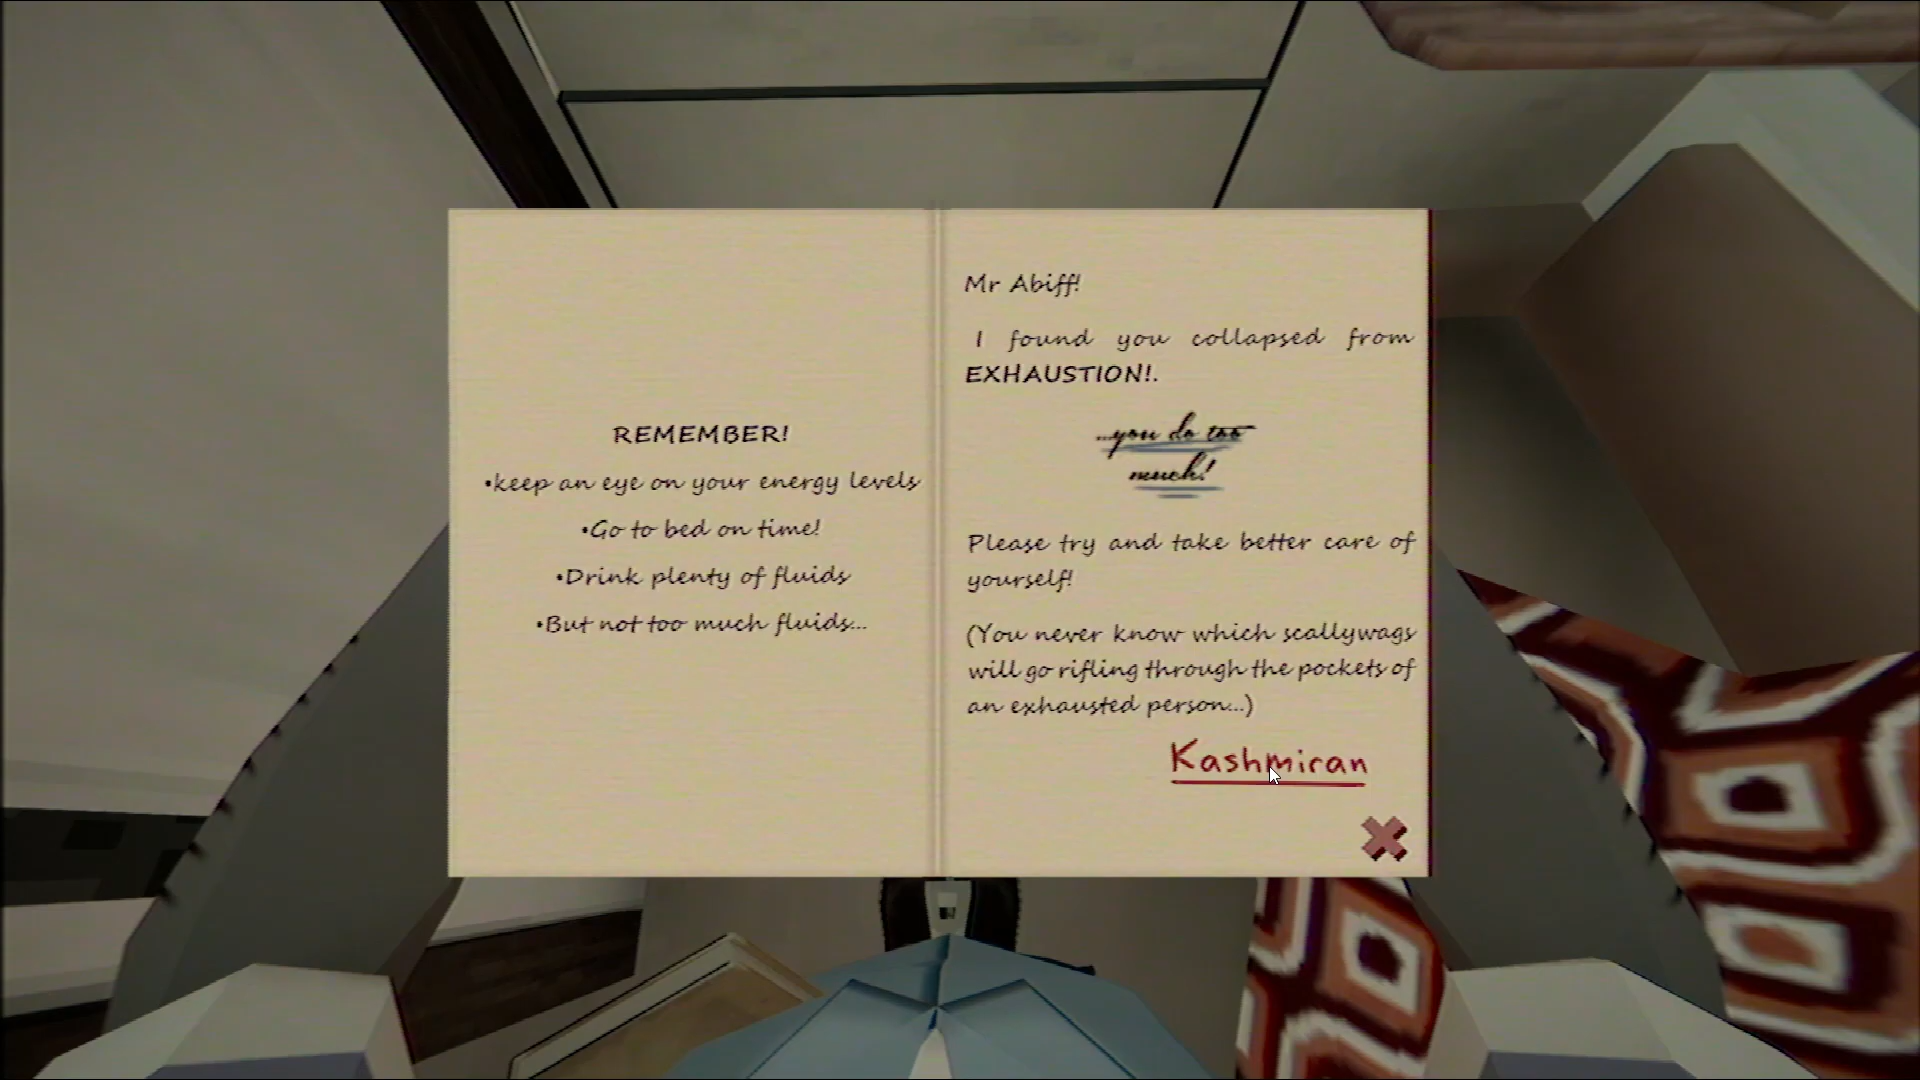 REMEMBER!
•keep an eye on your energy levels
•Go to bed on time!
•Drink plenty of fluids
•But not too much fluids...
Mr Abiff!
I found you collapsed from
EXHAUSTION!.
...you do too
much!
Please try and take better care of
yourself!
(You never know which scallywags
will go rifling through the pockets of
an exhausted person...)
Kashmiran